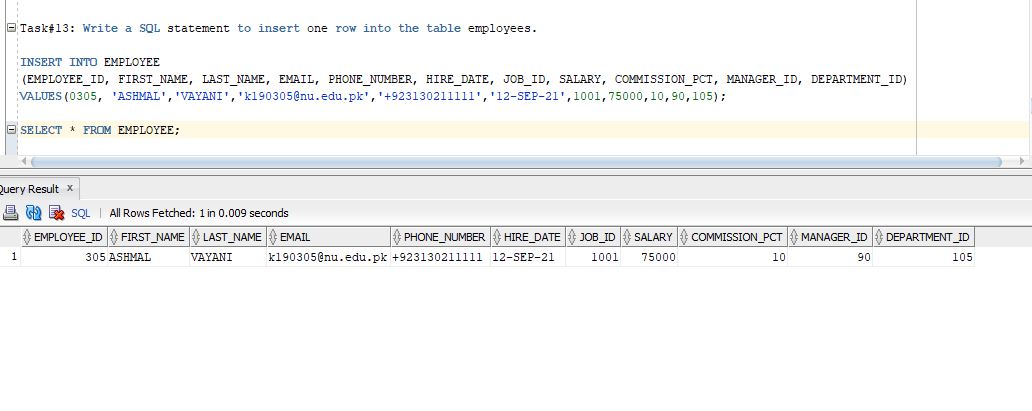 Task#13: Write a SQL statement to insert one row into the table employees.
INSERT INTO EMPLOYEE
(EMPLOYEE_ID, FIRST_NAME, LAST_NAME, EMAIL, PHONE_NUMBER, HIRE_DATE, JOB_ID, SALARY, COMMISSION_PCT, MANAGER_ID, DEPARTMENT_ID)
VALUES(0305, 'ASHMAL','VAYANI','k190305@nu.edu.pk','+923130211111','12-SEP-21',1001,75000,10,90,105);
SELECT * FROM EMPLOYEE;
Query Result x
SQL | All Rows Fetched: 1 in 0.009 seconds
EMPLOYEE_ID FIRST_NAME LAST_NAME EMAIL PHONE_NUMBER HIRE_DATE JOB_ID SALARY COMMISSION_PCT MANAGER_ID DEPARTMENT_ID
1 305 ASHMAL VAYANI k190305@nu.edu.pk +923130211111 12-SEP-21 1001 75000 10 90 105